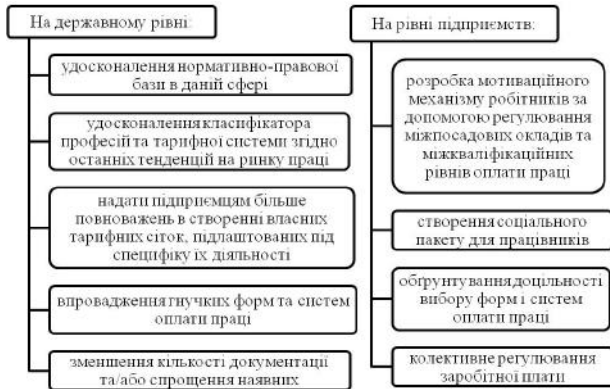 На державному рівні:
удосконалення нормативно-правової
бази в даній сфері
удосконалення класифікатора
професій та тарифної системи згідно
останніх тенденцій на ринку праці
надати підприємцям більше
повноважень в створенні власних
тарифних сіток, підлаштованих під
специфіку їх діяльності
впровадження гнучких форм та систем
оплати праці
зменшення кількості документації
та/або спрощення наявних
На рівні підприємств:
розробка мотиваційного
механізму робітників за
допомогою регулювання
міжпосадових окладів та
міжкваліфікаційних
рівнів оплати праці
створення соціального
пакету для працівників
обґрунтування доцільності
вибору форм і систем
оплати праці
колективне регулювання
заробітної плати